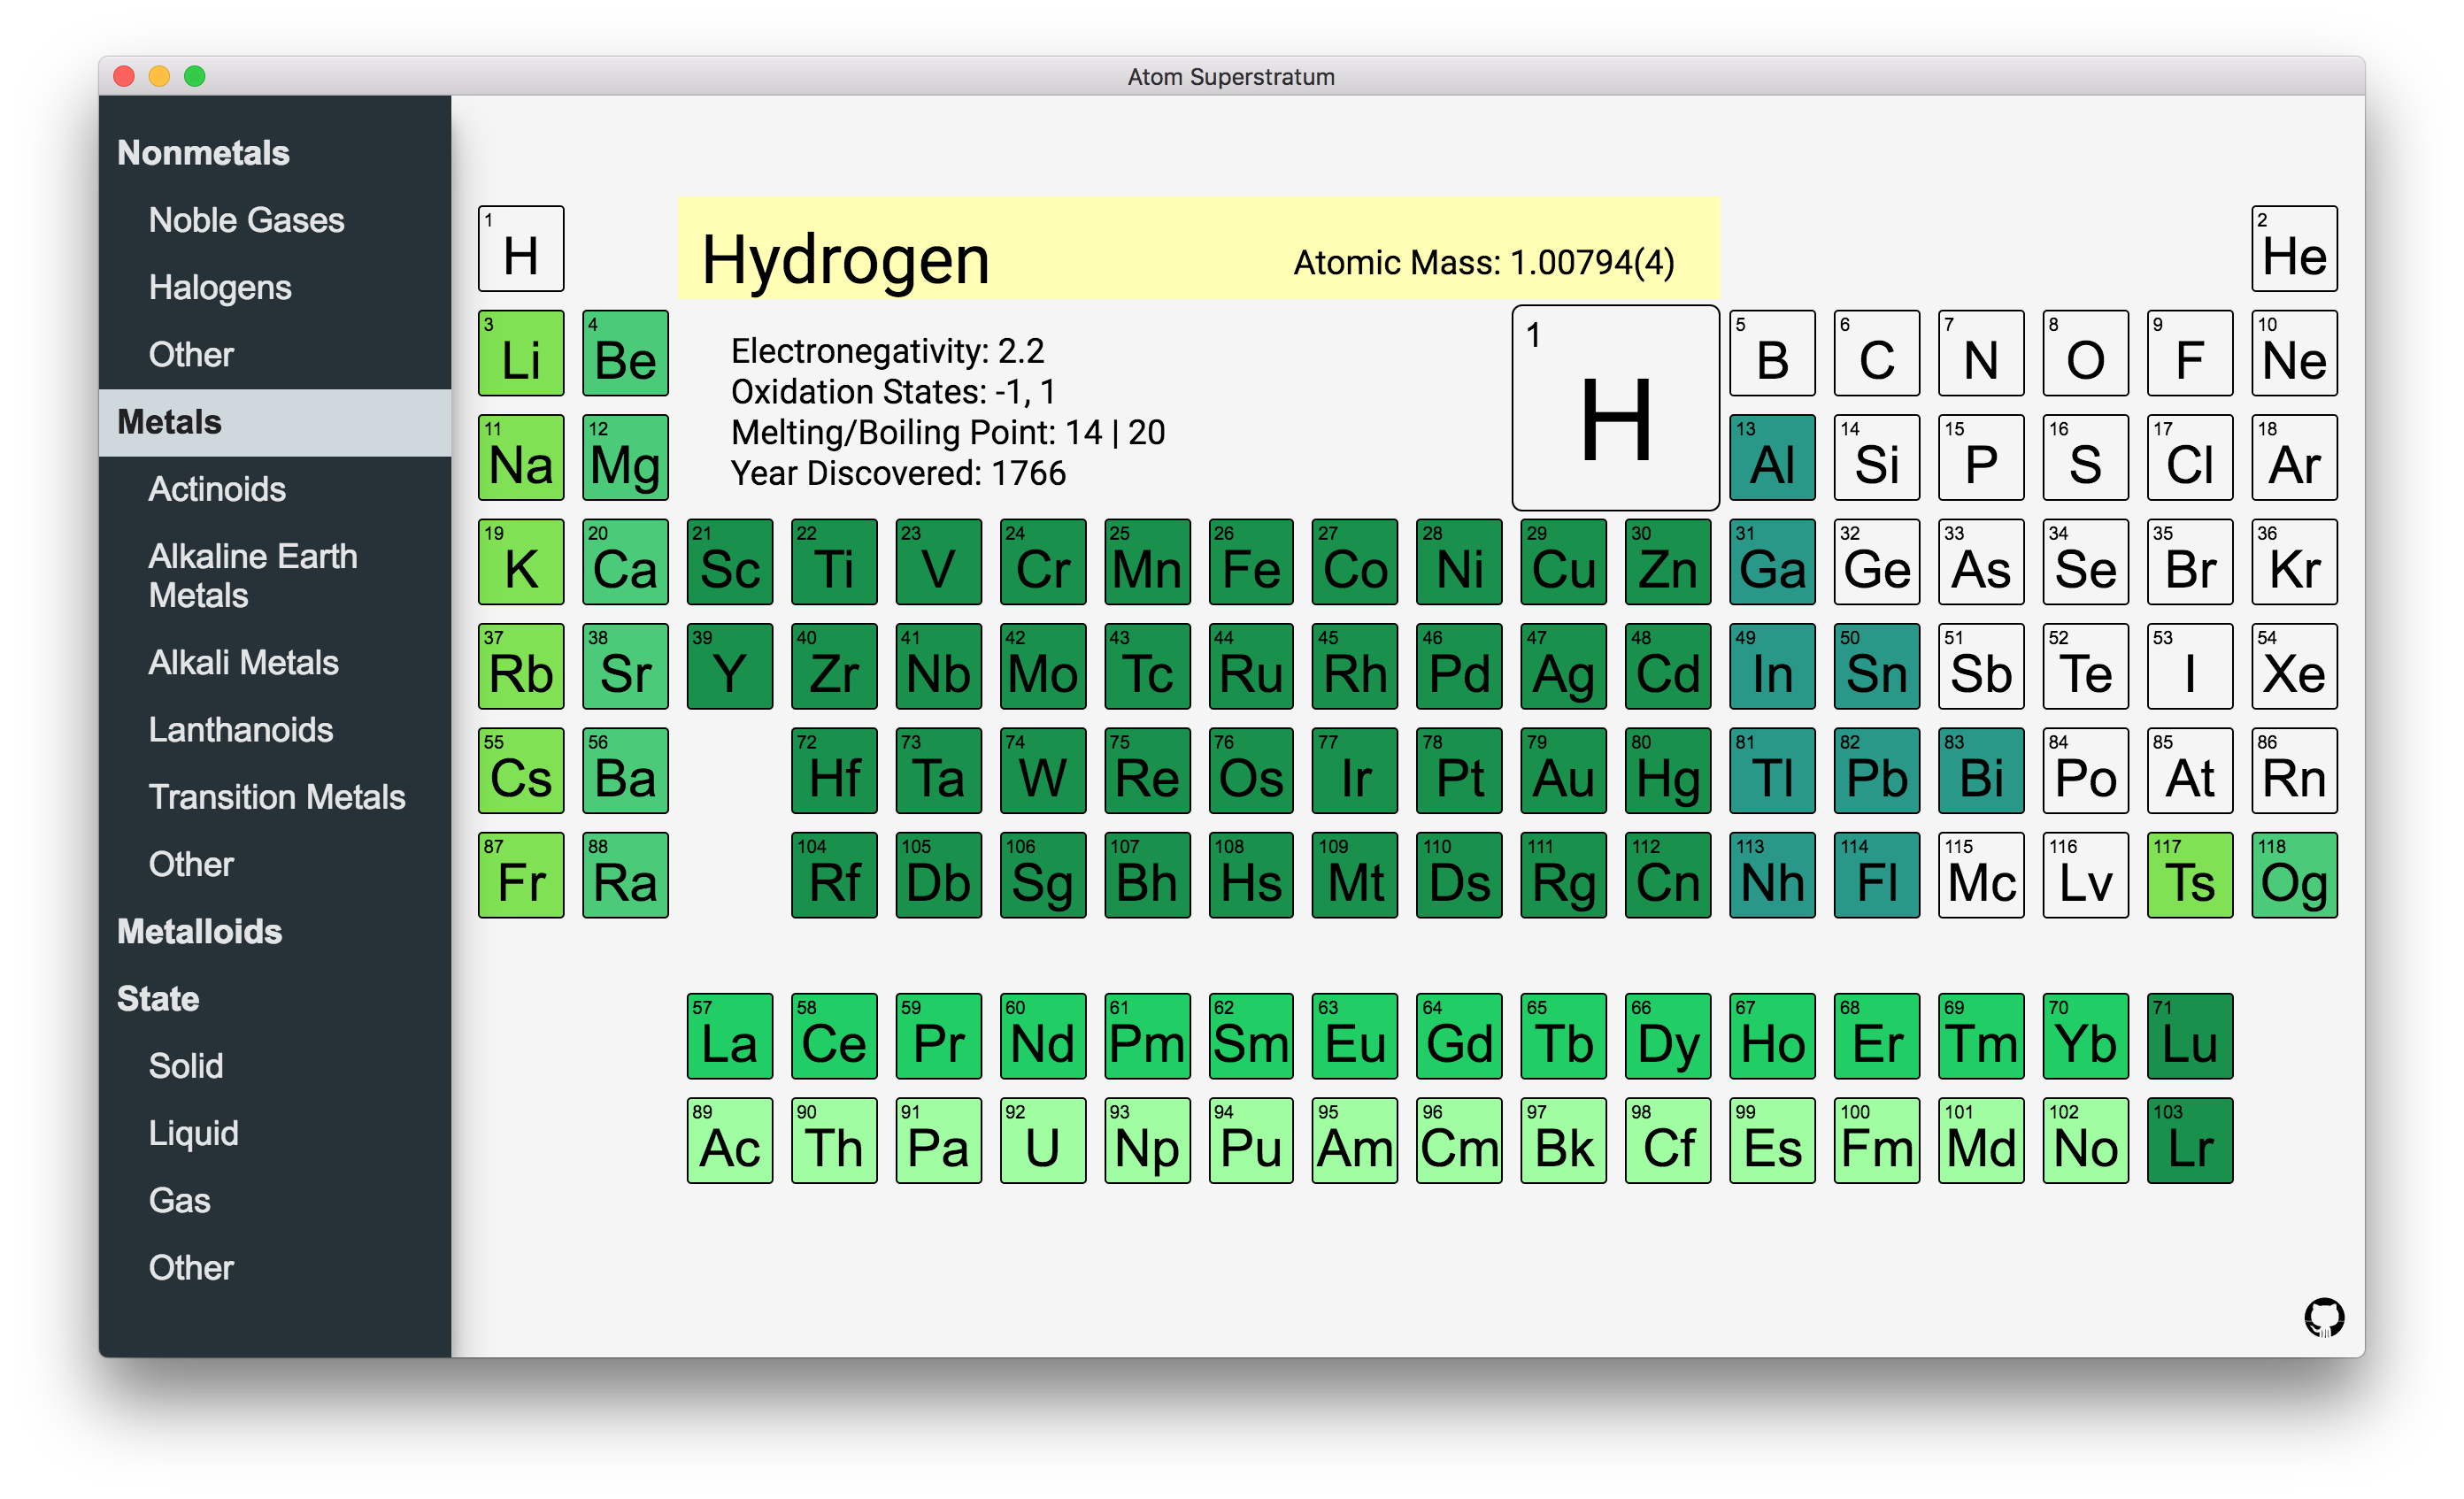 Atom Superstratum
Nonmetals
Noble Gases
Halogens
Other
Metals
Actinoids
Alkaline Earth
Metals
Alkali Metals
Lanthanoids
Transition Metals
Other
Metalloids
State
Solid
Liquid
Gas
Other
1 H
Hydrogen
Atomic Mass: 1.00794(4)
2 He
3 Li 4 Be
Electronegativity: 2.2
Oxidation States: -1, 1
Melting/Boiling Point: 14 | 20
Year Discovered: 1766
1 H
5 B 6 C 7 N 8 O 9 F 10 Ne
11 Na 12 Mg 13 Al 14 Si 15 P 16 S 17 Cl 18 Ar
19 K 20 Ca 21 Sc 22 Ti 23 V 24 Cr 25 Mn 26 Fe 27 Co 28 Ni 29 Cu 30 Zn 31 Ga 32 Ge 33 As 34 Se 35 Br 36 Kr
37 Rb 38 Sr 39 Y 40 Zr 41 Nb 42 Mo 43 Tc 44 Ru 45 Rh 46 Pd 47 Ag 48 Cd 49 In 50 Sn 51 Sb 52 Te 53 I 54 Xe
55 Cs 56 Ba 72 Hf 73 Ta 74 W 75 Re 76 Os 77 Ir 78 Pt 79 Au 80 Hg 81 Tl 82 Pb 83 Bi 84 Po 85 At 86 Rn
87 Fr 88 Ra 104 Rf 105 Db 106 Sg 107 Bh 108 Hs 109 Mt 110 Ds 111 Rg 112 Cn 113 Nh 114 Fl 115 Mc 116 Lv 117 Ts 118 Og
57 La 58 Ce 59 Pr 60 Nd 61 Pm 62 Sm 63 Eu 64 Gd 65 Tb 66 Dy 67 Ho 68 Er 69 Tm 70 Yb 71 Lu
89 Ac 90 Th 91 Pa 92 U 93 Np 94 Pu 95 Am 96 Cm 97 Bk 98 Cf 99 Es 100 Fm 101 Md 102 No 103 Lr